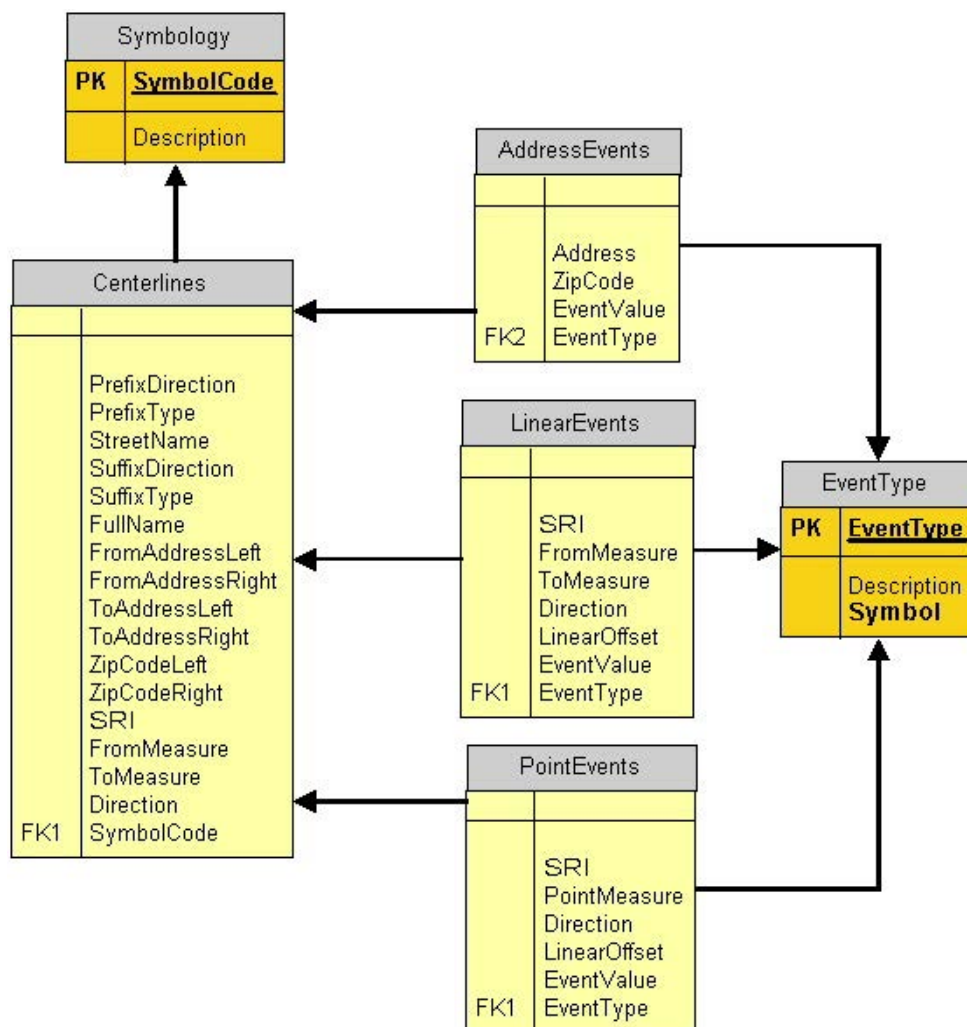 Symbology
PK SymbolCode
Description
Centerlines
PrefixDirection
PrefixType
StreetName
SuffixDirection
SuffixType
FullName
FromAddressLeft
FromAddressRight
ToAddressLeft
ToAddressRight
ZipCodeLeft
ZipCodeRight
SRI
FromMeasure
ToMeasure
Direction
FK1 SymbolCode
AddressEvents
Address
ZipCode
EventValue
FK2 EventType
LinearEvents
SRI
FromMeasure
ToMeasure
Direction
LinearOffset
EventValue
FK1 EventType
PointEvents
SRI
PointMeasure
Direction
LinearOffset
EventValue
FK1 EventType
EventType
PK EventType
Description
Symbol